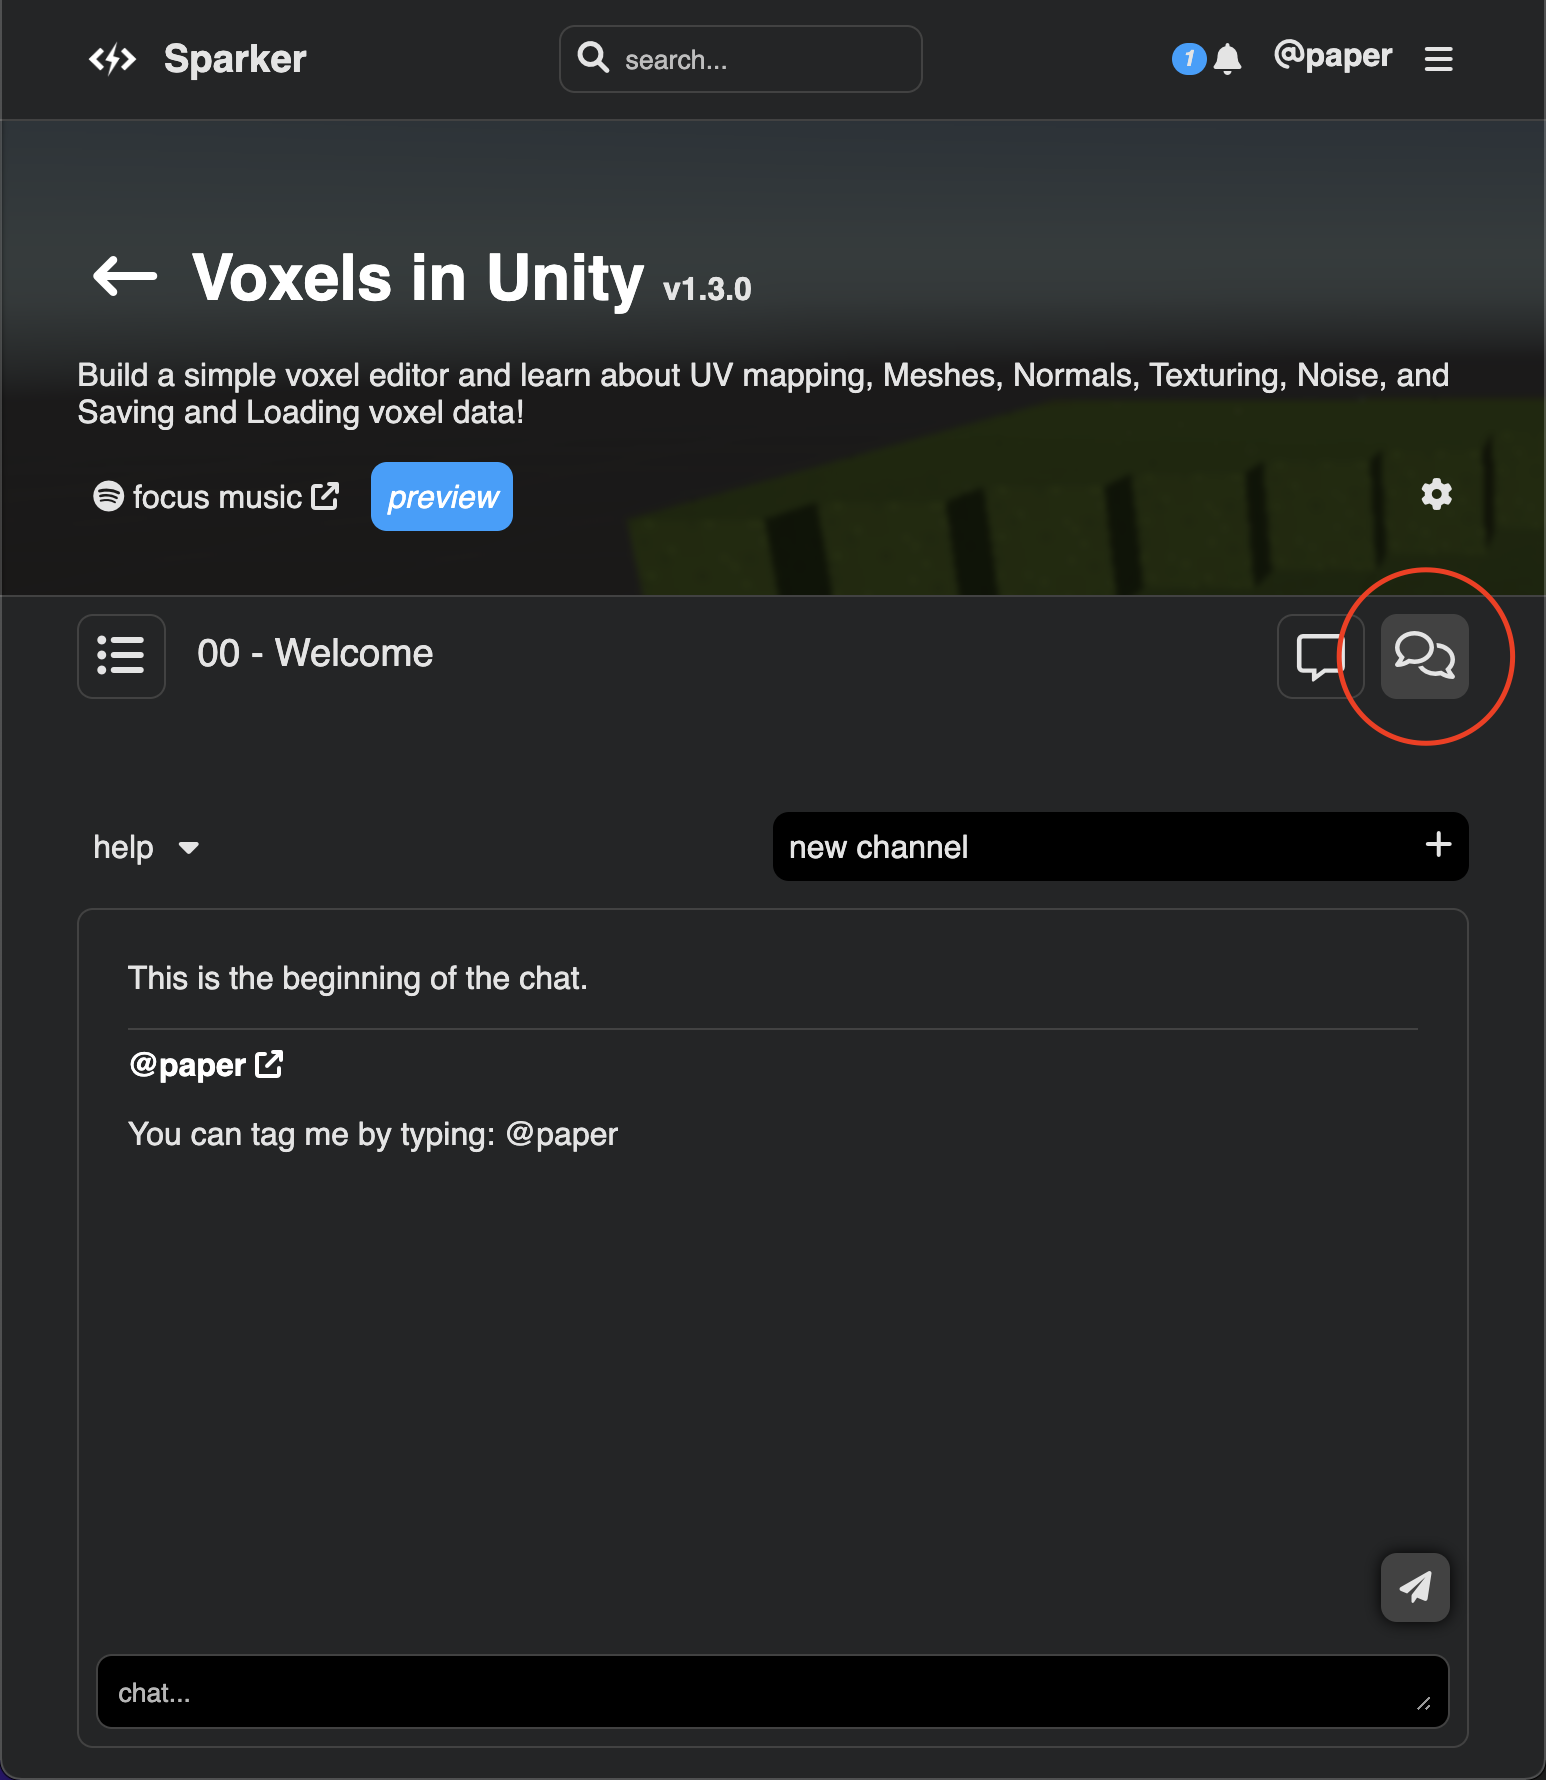 Sparker
search...
1
@paper
Voxels in Unity v1.3.0
Build a simple voxel editor and learn about UV mapping, Meshes, Normals, Texturing, Noise, and
Saving and Loading voxel data!
focus music
preview
00 - Welcome
help
new channel
This is the beginning of the chat.
@paper
You can tag me by typing: @paper
chat...